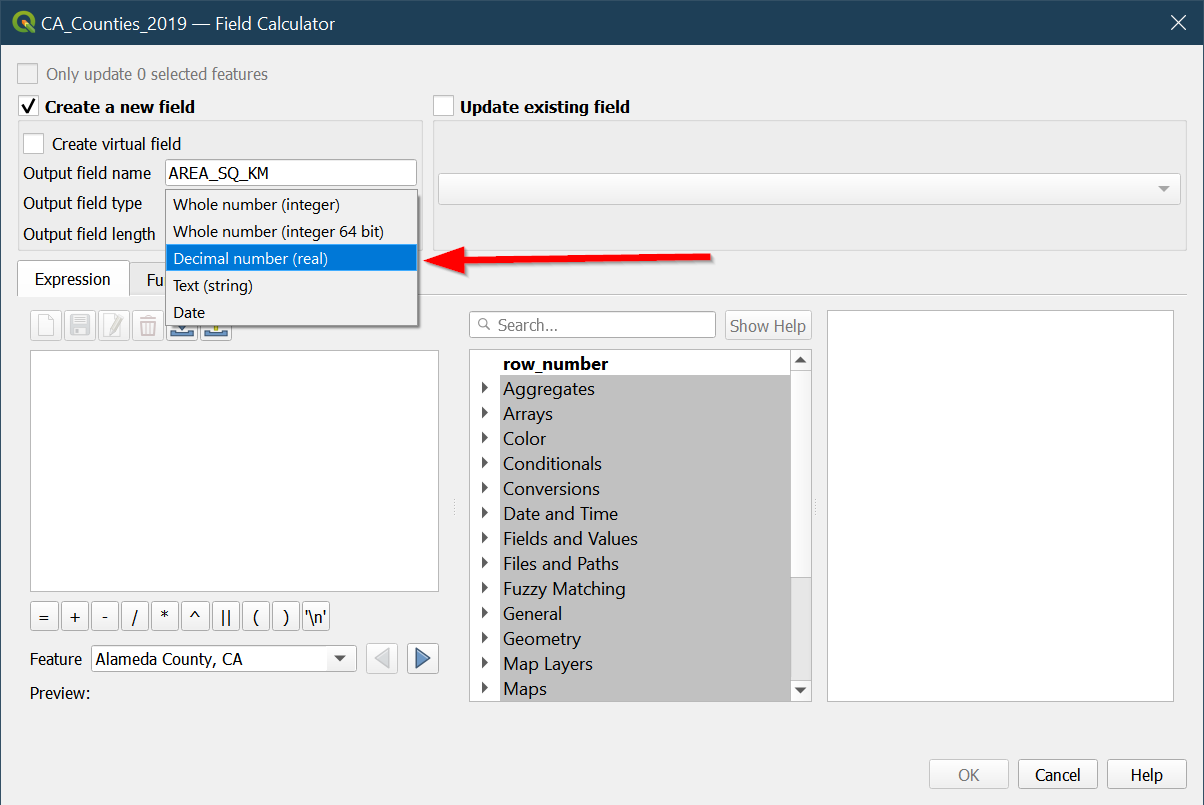 CA_Counties_2019 — Field Calculator
Only update 0 selected features
Create a new field
Update existing field
Create virtual field
Output field name AREA_SQ_KM
Output field type
Whole number (integer)
Whole number (integer 64 bit)
Output field length
Decimal number (real)
Text (string)
Date
Expression Fu
Search... Show Help
row_number
Aggregates
Arrays
Color
Conditionals
Conversions
Date and Time
Fields and Values
Files and Paths
Fuzzy Matching
General
Geometry
Map Layers
Maps
= + - / * ^ || ( ) '\n'
Feature Alameda County, CA
Preview:
OK Cancel Help